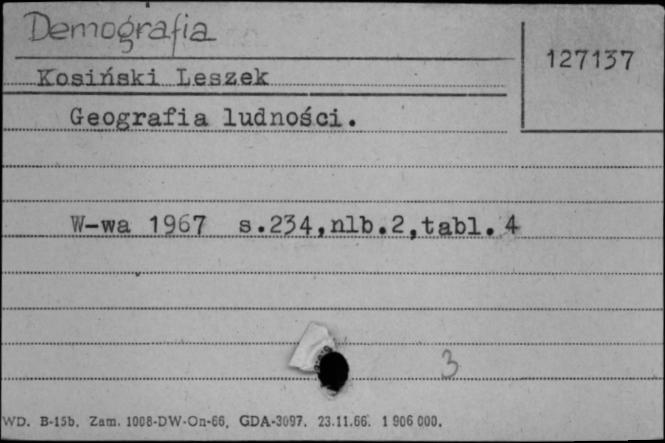 Demografia
127137
Kosiński Leszek
Geografia ludności.
W-wa 1967 s.234,nlb.2,tabl.4
3
WD. B-15b. Zam. 1008-DW-On-66. GDA-3097. 23.11.66. 1 906 000.